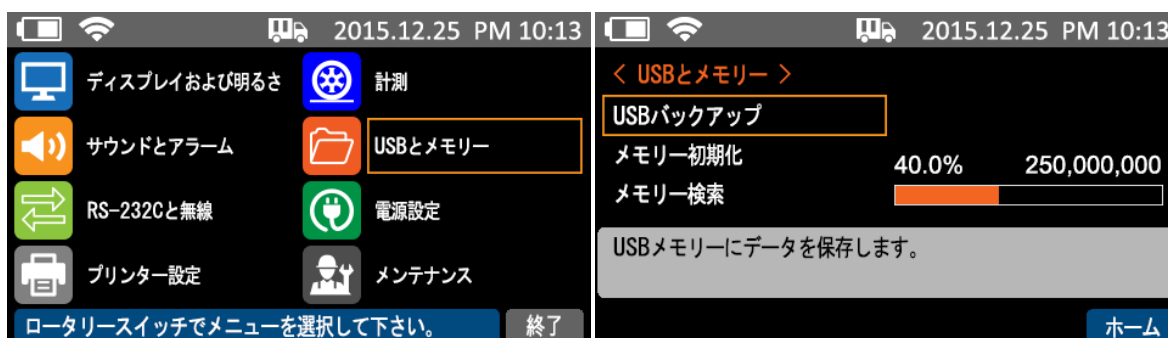 2015.12.25 PM 10:13
ディスプレイおよび明るさ
計測
サウンドとアラーム
USBとメモリー
RS-232Cと無線
電源設定
プリンター設定
メンテナンス
ロータリースイッチでメニューを選択して下さい。
終了
2015.12.25 PM 10:13
< USBとメモリー >
USBバックアップ
メモリー初期化
40.0%
250,000,000
メモリー検索
USBメモリーにデータを保存します。
ホーム